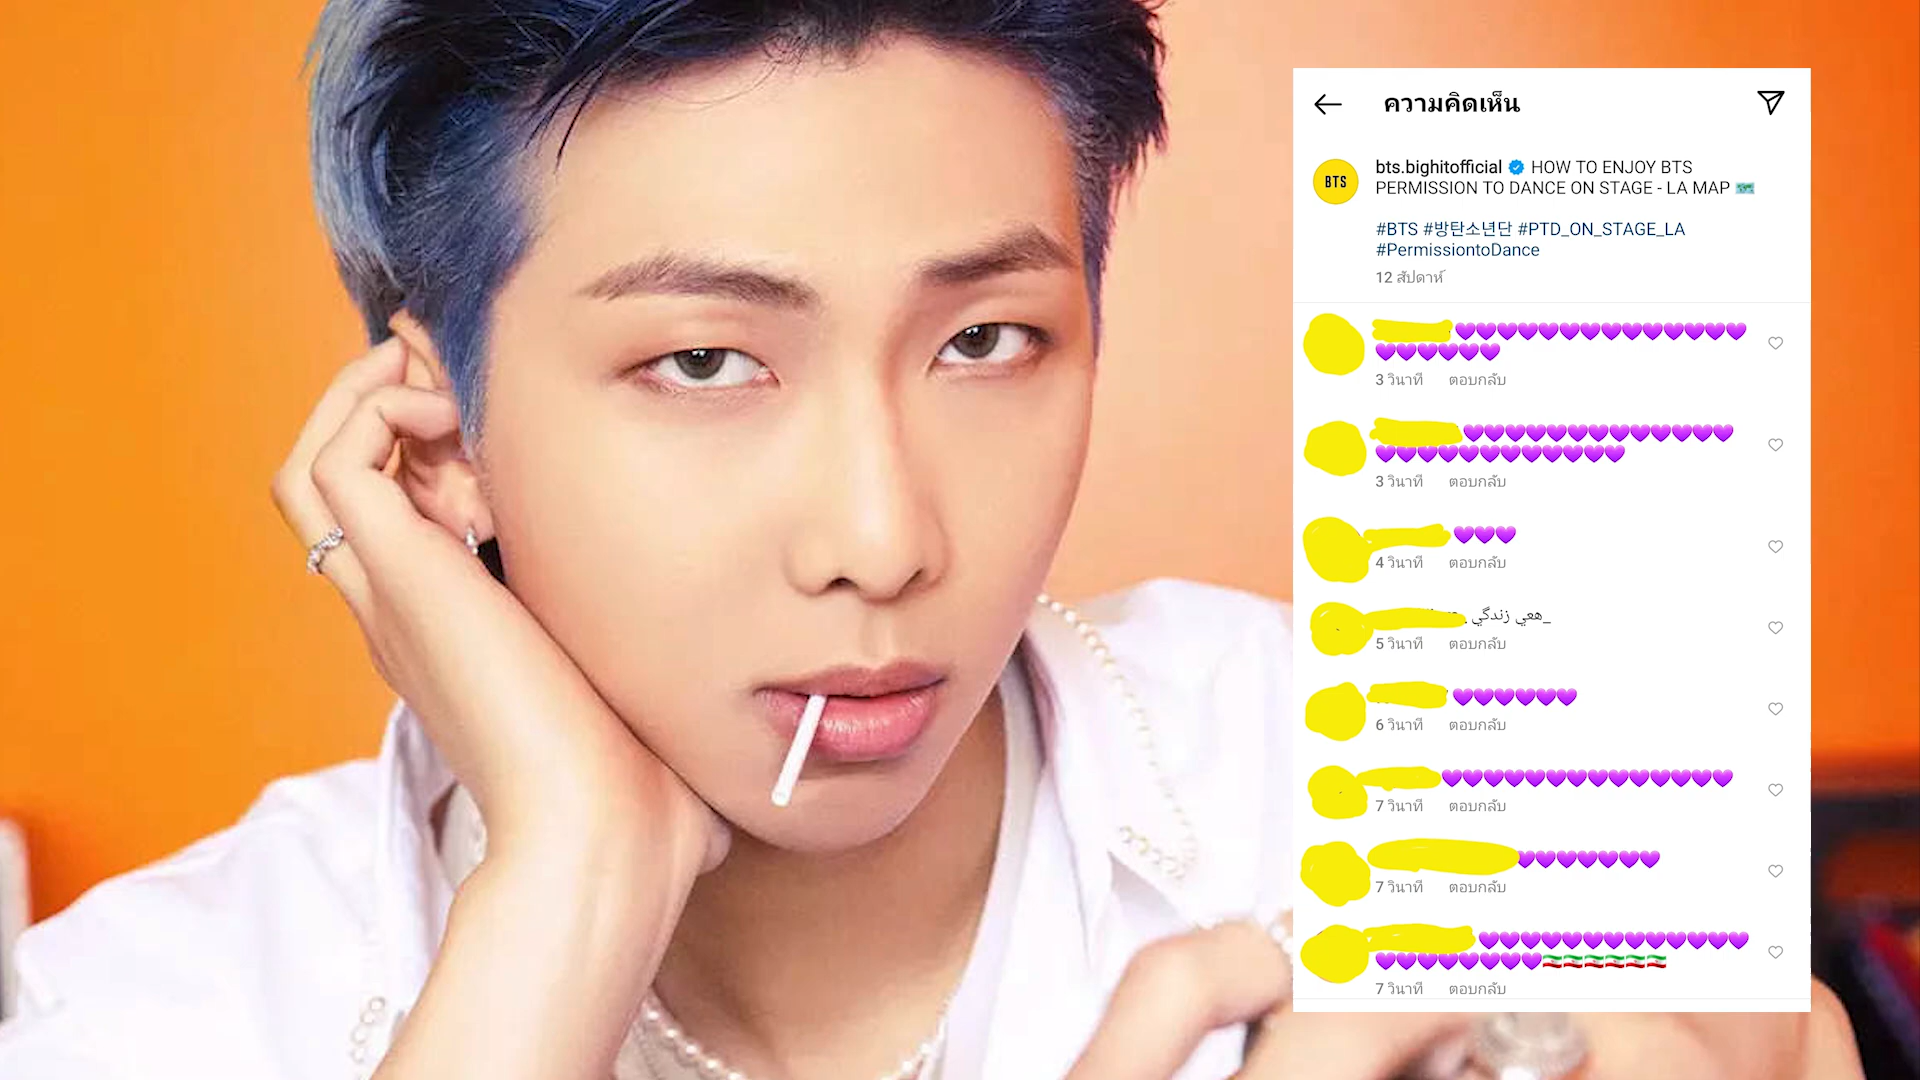 ความคิดเห็น
BTS
bts.bighitofficial HOW TO ENJOY BTS
PERMISSION TO DANCE ON STAGE - LA MAP 🗺️
#BTS #방탄소년단 #PTD_ON_STAGE_LA
#PermissiontoDance
12 สัปดาห์
💜💜💜💜💜💜💜💜💜💜💜💜💜💜
💜💜💜💜💜💜
3 วินาที ตอบกลับ
💜💜💜💜💜💜💜💜💜💜💜💜💜
💜💜💜💜💜💜💜💜💜💜💜💜
3 วินาที ตอบกลับ
💜💜💜
4 วินาที ตอบกลับ
_هعي زندگي _
5 วินาที ตอบกลับ
💜💜💜💜💜💜
6 วินาที ตอบกลับ
💜💜💜💜💜💜💜💜💜💜💜💜💜💜
7 วินาที ตอบกลับ
💜💜💜💜💜💜💜
7 วินาที ตอบกลับ
💜💜💜💜💜💜💜💜💜💜💜💜💜
💜💜💜💜💜💜💜💜🇮🇷🇮🇷🇮🇷🇮🇷🇮🇷🇮🇷
7 วินาที ตอบกลับ